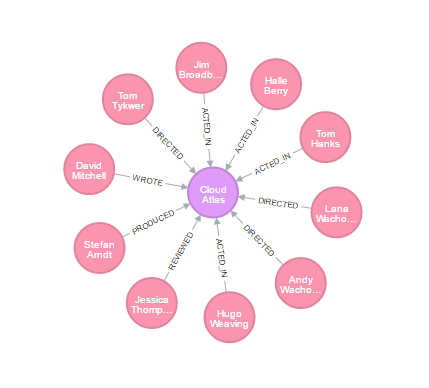 Jim
Broadb...
Halle
Berry
Tom
Tykwer
ACTED_IN
ACTED_IN
Tom
Hanks
DIRECTED
ACTED_IN
David
Mitchell
WROTE
Cloud
Atlas
DIRECTED
Lana
Wacho...
PRODUCED
Stefan
Arndt
REVIEWED
ACTED_IN
DIRECTED
Andy
Wacho...
Jessica
Thomp...
Hugo
Weaving